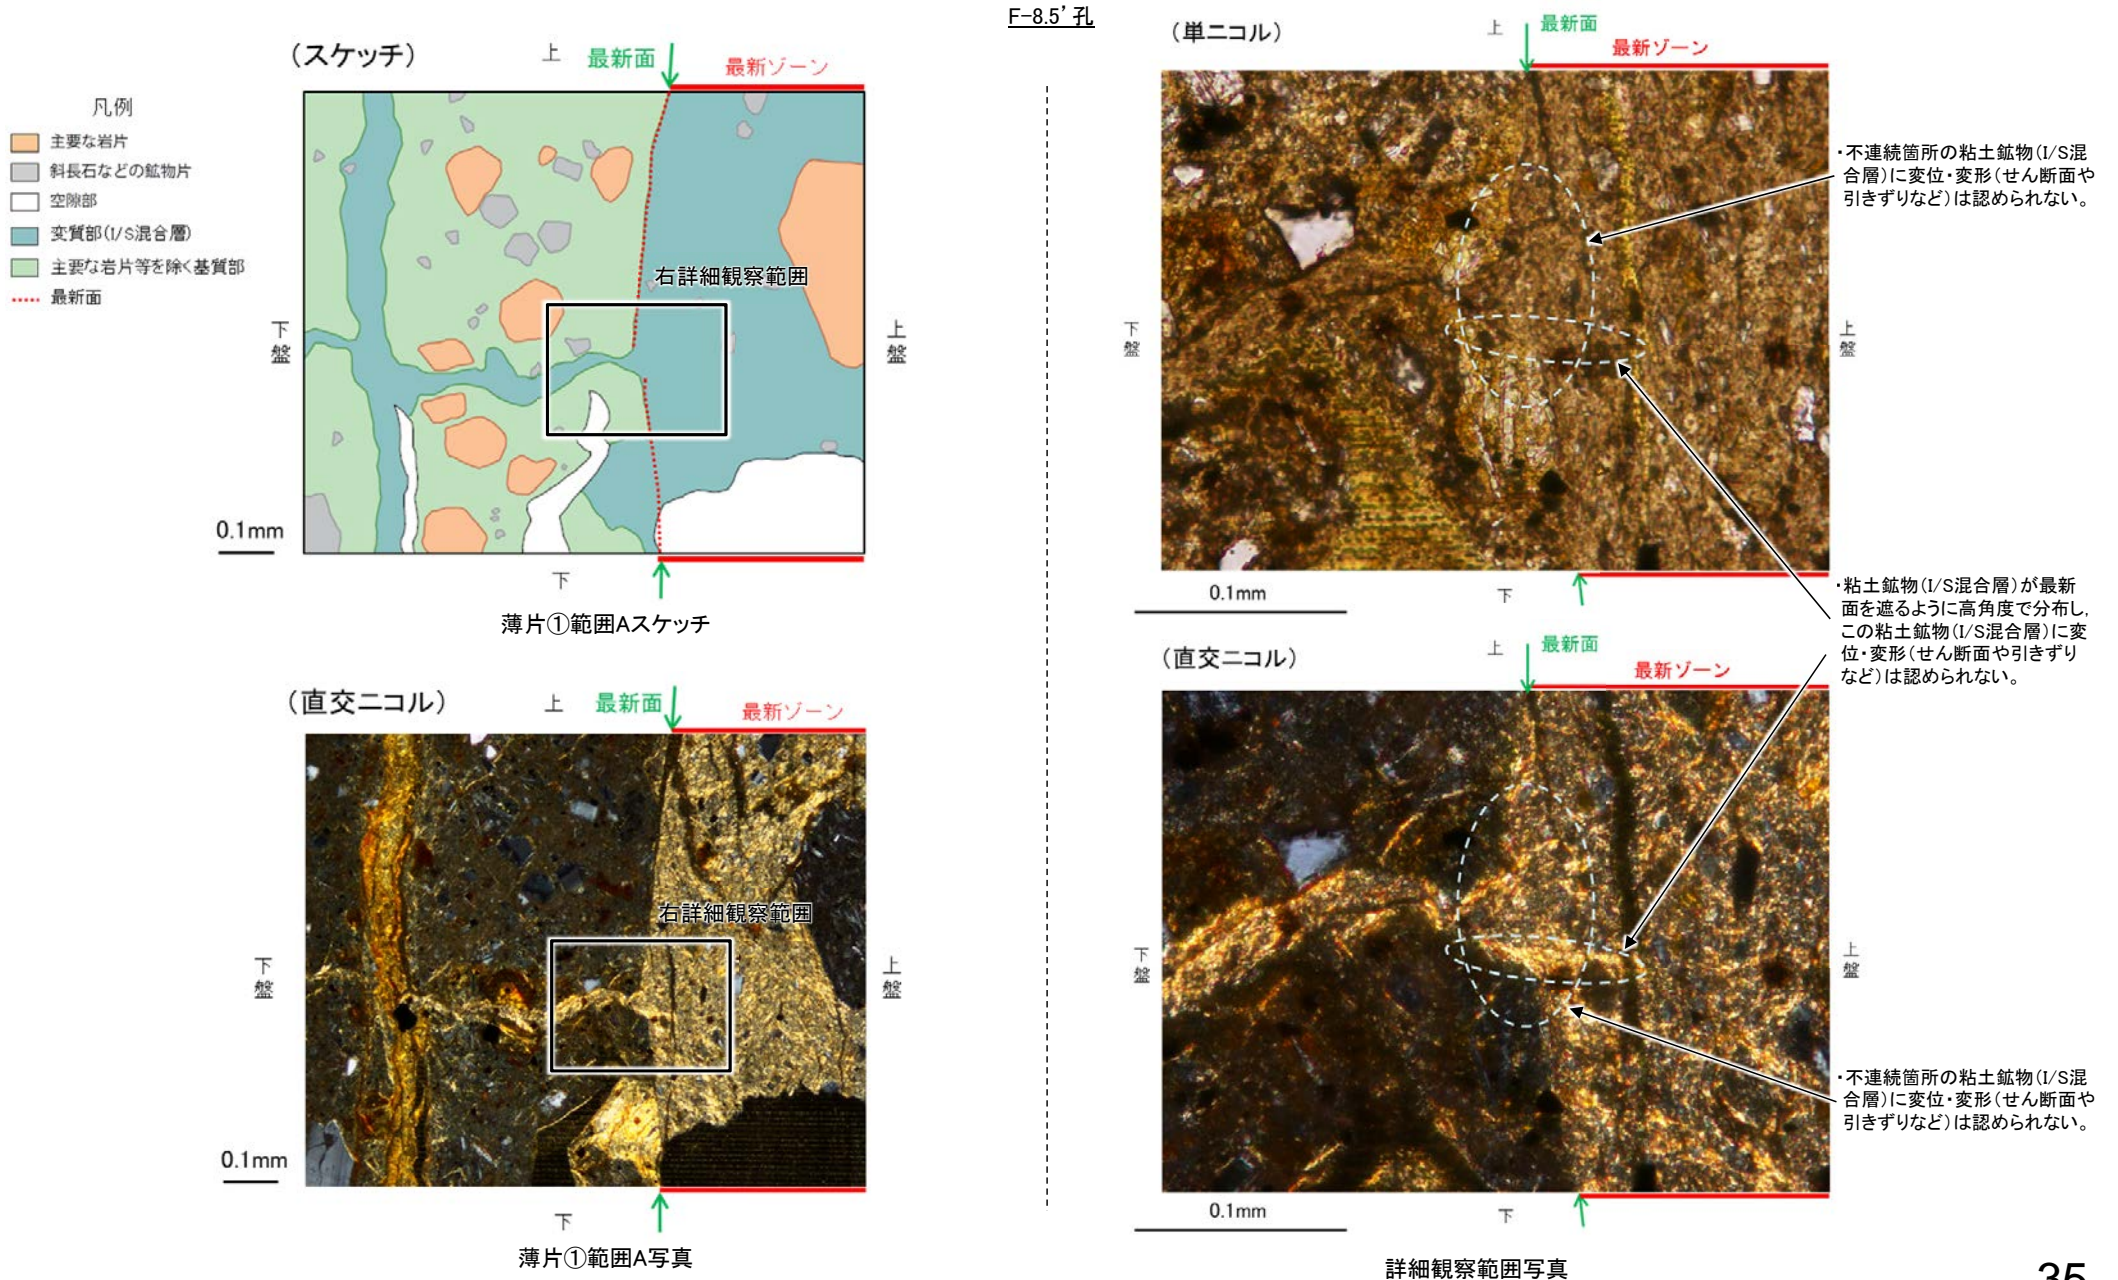 F-8.5’孔
(スケッチ)
上
最新面
最新ゾーン
凡例
主要な岩片
斜長石などの鉱物片
空隙部
変質部(I/S混合層)
主要な岩片等を除く基質部
最新面
右詳細観察範囲
下盤
上盤
0.1mm
下
薄片①範囲Aスケッチ
(直交ニコル)
上
最新面
最新ゾーン
右詳細観察範囲
下盤
上盤
0.1mm
下
薄片①範囲A写真
(単ニコル)
上
最新面
最新ゾーン
下盤
上盤
0.1mm
下
・不連続箇所の粘土鉱物(I/S混
合層)に変位・変形(せん断面や
引きずりなど)は認められない。
・粘土鉱物(I/S混合層)が最新
面を遮るように高角度で分布し,
この粘土鉱物(I/S混合層)に変
位・変形(せん断面や引きずり
など)は認められない。
(直交ニコル)
上
最新面
最新ゾーン
下盤
上盤
0.1mm
下
・不連続箇所の粘土鉱物(I/S混
合層)に変位・変形(せん断面や
引きずりなど)は認められない。
詳細観察範囲写真
35